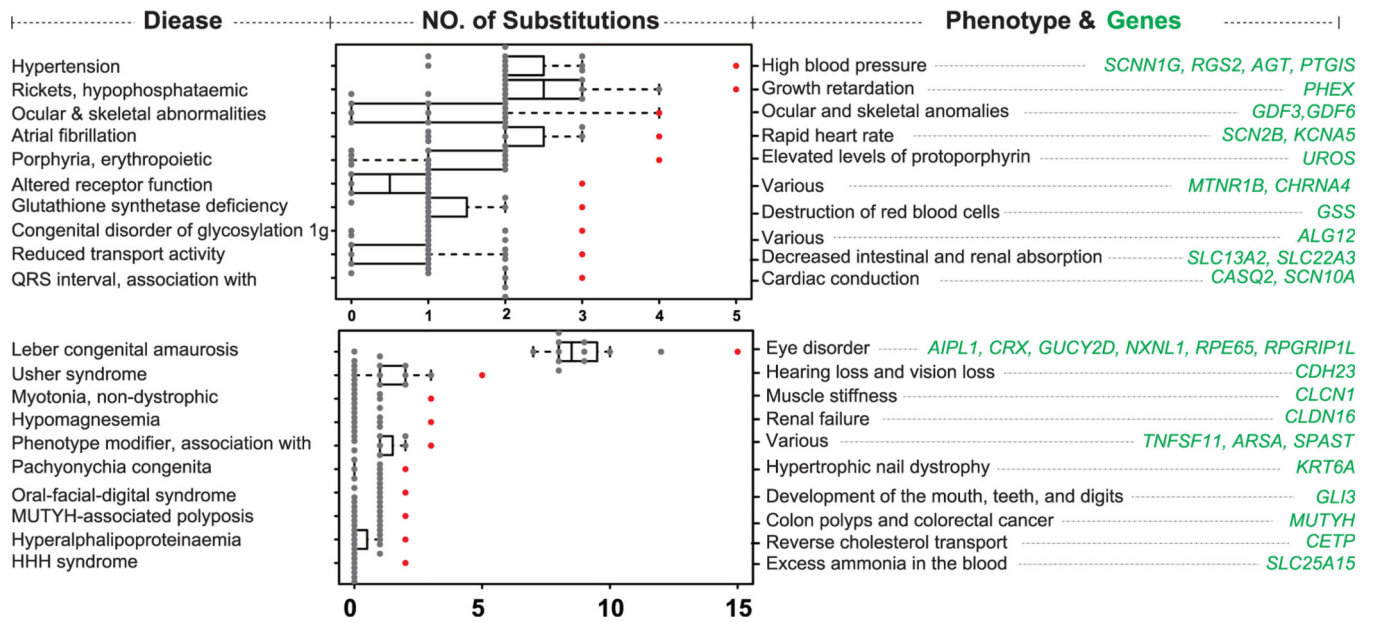 Disease NO. of Substitutions Phenotype & Genes
Hypertension High blood pressure SCNN1G, RGS2, AGT, PTGIS
Rickets, hypophosphataemic Growth retardation PHEX
Ocular & skeletal abnormalities Ocular and skeletal anomalies GDF3,GDF6
Atrial fibrillation Rapid heart rate SCN2B, KCNA5
Porphyria, erythropoietic Elevated levels of protoporphyrin UROS
Altered receptor function Various MTNR1B, CHRNA4
Glutathione synthetase deficiency Destruction of red blood cells GSS
Congenital disorder of glycosylation 1g Various ALG12
Reduced transport activity Decreased intestinal and renal absorption SLC13A2, SLC22A3
QRS interval, association with Cardiac conduction CASQ2, SCN10A
0 1 2 3 4 5
Leber congenital amaurosis Eye disorder AIPL1, CRX, GUCY2D, NXNL1, RPE65, RPGRIP1L
Usher syndrome Hearing loss and vision loss CDH23
Myotonia, non-dystrophic Muscle stiffness CLCN1
Hypomagnesemia Renal failure CLDN16
Phenotype modifier, association with Various TNFSF11, ARSA, SPAST
Pachyonychia congenita Hypertrophic nail dystrophy KRT6A
Oral-facial-digital syndrome Development of the mouth, teeth, and digits GLI3
MUTYH-associated polyposis Colon polyps and colorectal cancer MUTYH
Hyperalphalipoproteinaemia Reverse cholesterol transport CETP
HHH syndrome Excess ammonia in the blood SLC25A15
0 5 10 15